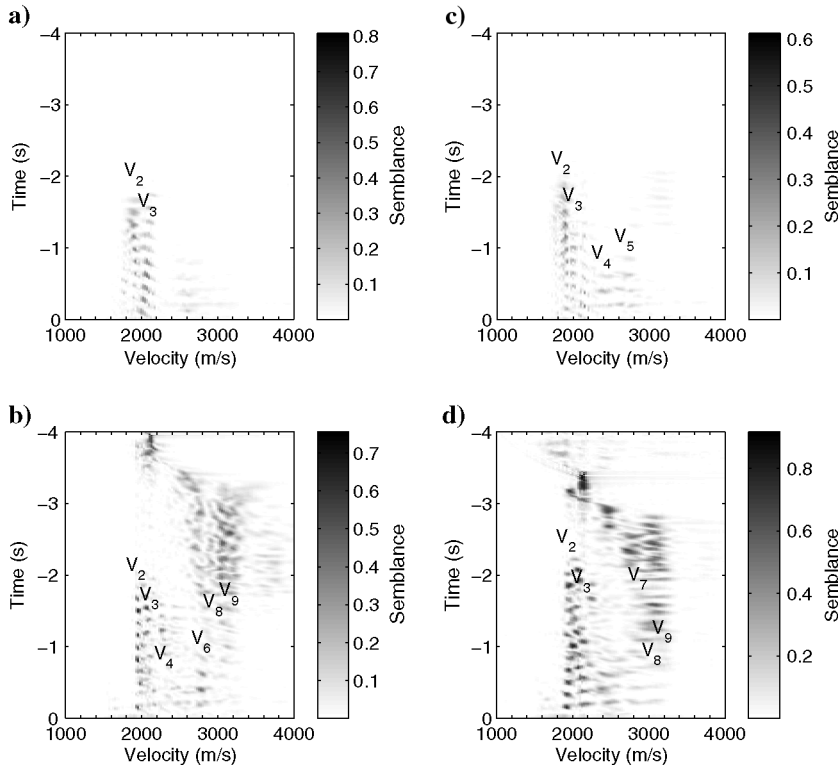 a)
−4
−3
−2
−1
0
Time (s)
1000 2000 3000 4000
Velocity (m/s)
V2
V3
0.8
0.7
0.6
0.5
0.4
0.3
0.2
0.1
Semblance
c)
−4
−3
−2
−1
0
Time (s)
1000 2000 3000 4000
Velocity (m/s)
V2
V3
V4
V5
0.6
0.5
0.4
0.3
0.2
0.1
Semblance
b)
−4
−3
−2
−1
0
Time (s)
1000 2000 3000 4000
Velocity (m/s)
V2
V3
V4
V6
V8
V9
0.7
0.6
0.5
0.4
0.3
0.2
0.1
Semblance
d)
−4
−3
−2
−1
0
Time (s)
1000 2000 3000 4000
Velocity (m/s)
V2
V3
V7
V9
V8
0.8
0.6
0.4
0.2
Semblance